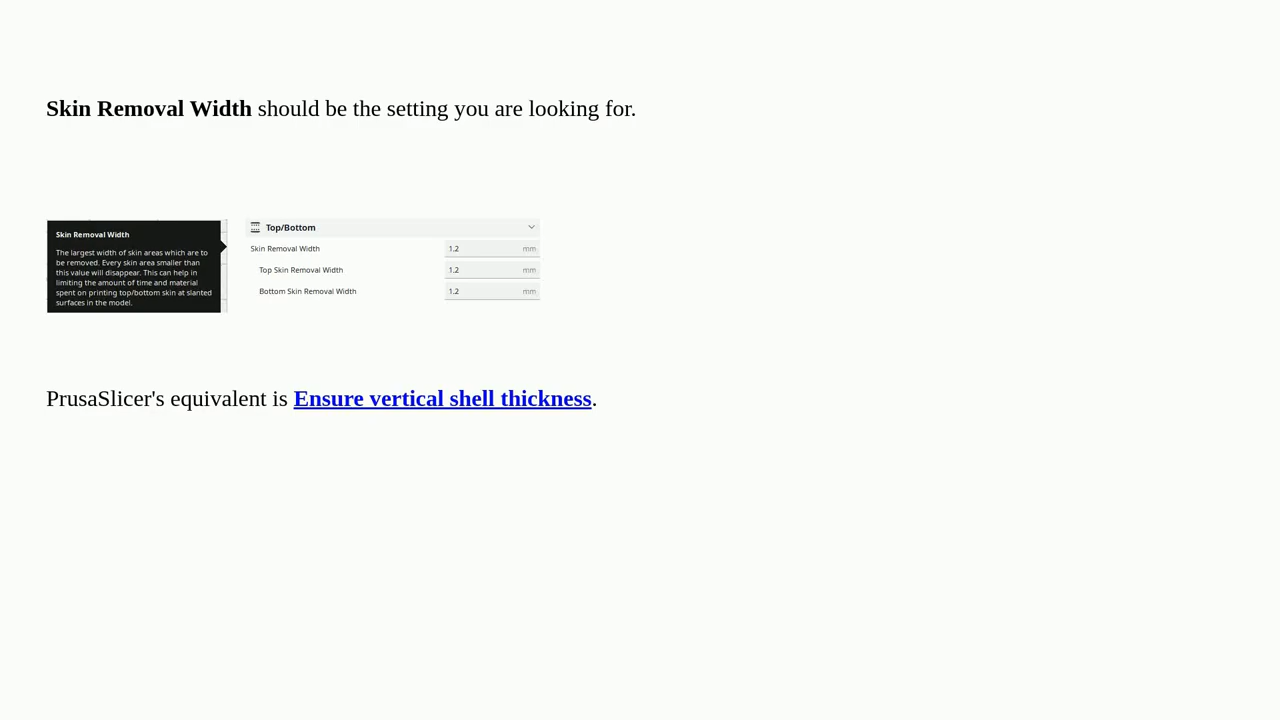 Skin Removal Width should be the setting you are looking for.
Skin Removal Width
The largest width of skin areas which are to
be removed. Every skin area smaller than
this value will disappear. This can help in
limiting the amount of time and material
spent on printing top/bottom skin at slanted
surfaces in the model.
Top/Bottom
Skin Removal Width 1.2 mm
Top Skin Removal Width 1.2 mm
Bottom Skin Removal Width 1.2 mm
PrusaSlicer's equivalent is Ensure vertical shell thickness.